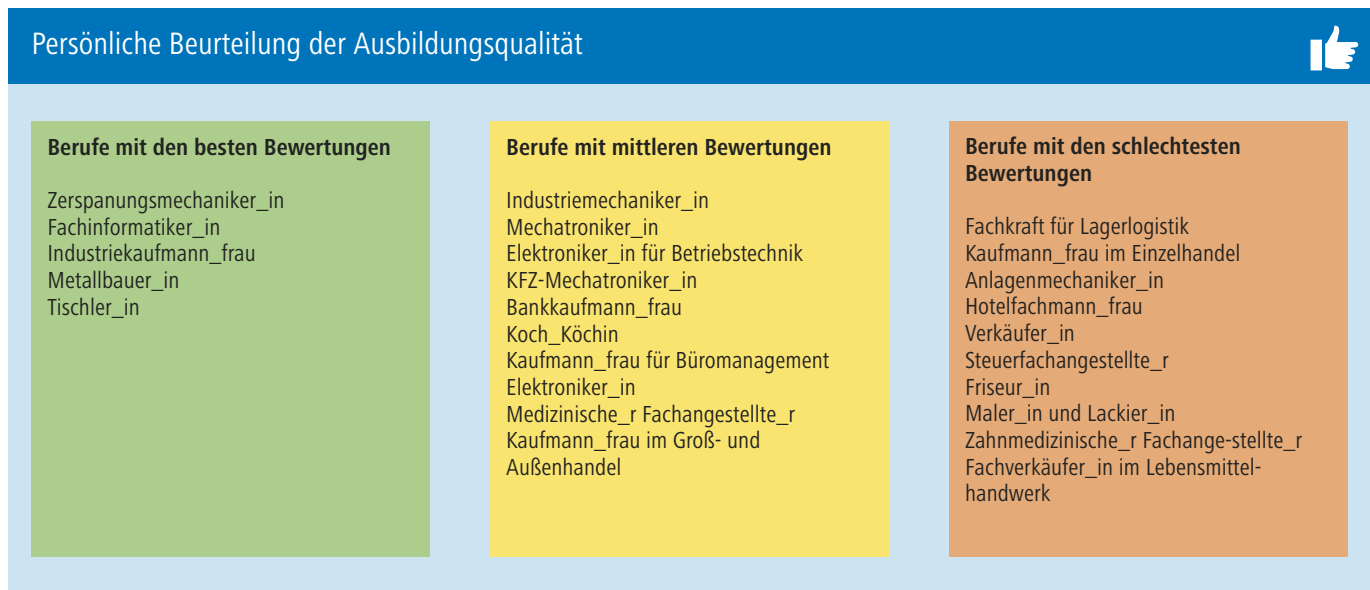 Persönliche Beurteilung der Ausbildungsqualität
Berufe mit den besten Bewertungen
Zerspanungsmechaniker_in
Fachinformatiker_in
Industriekaufmann_frau
Metallbauer_in
Tischler_in
Berufe mit mittleren Bewertungen
Industriemechaniker_in
Mechatroniker_in
Elektroniker_in für Betriebstechnik
KFZ-Mechatroniker_in
Bankkaufmann_frau
Koch_Köchin
Kaufmann_frau für Büromanagement
Elektroniker_in
Medizinische_r Fachangestellte_r
Kaufmann_frau im Groß- und
Außenhandel
Berufe mit den schlechtesten
Bewertungen
Fachkraft für Lagerlogistik
Kaufmann_frau im Einzelhandel
Anlagenmechaniker_in
Hotelfachmann_frau
Verkäufer_in
Steuerfachangestellte_r
Friseur_in
Maler_in und Lackier_in
Zahnmedizinische_r Fachange-stellte_r
Fachverkäufer_in im Lebensmittel-
handwerk